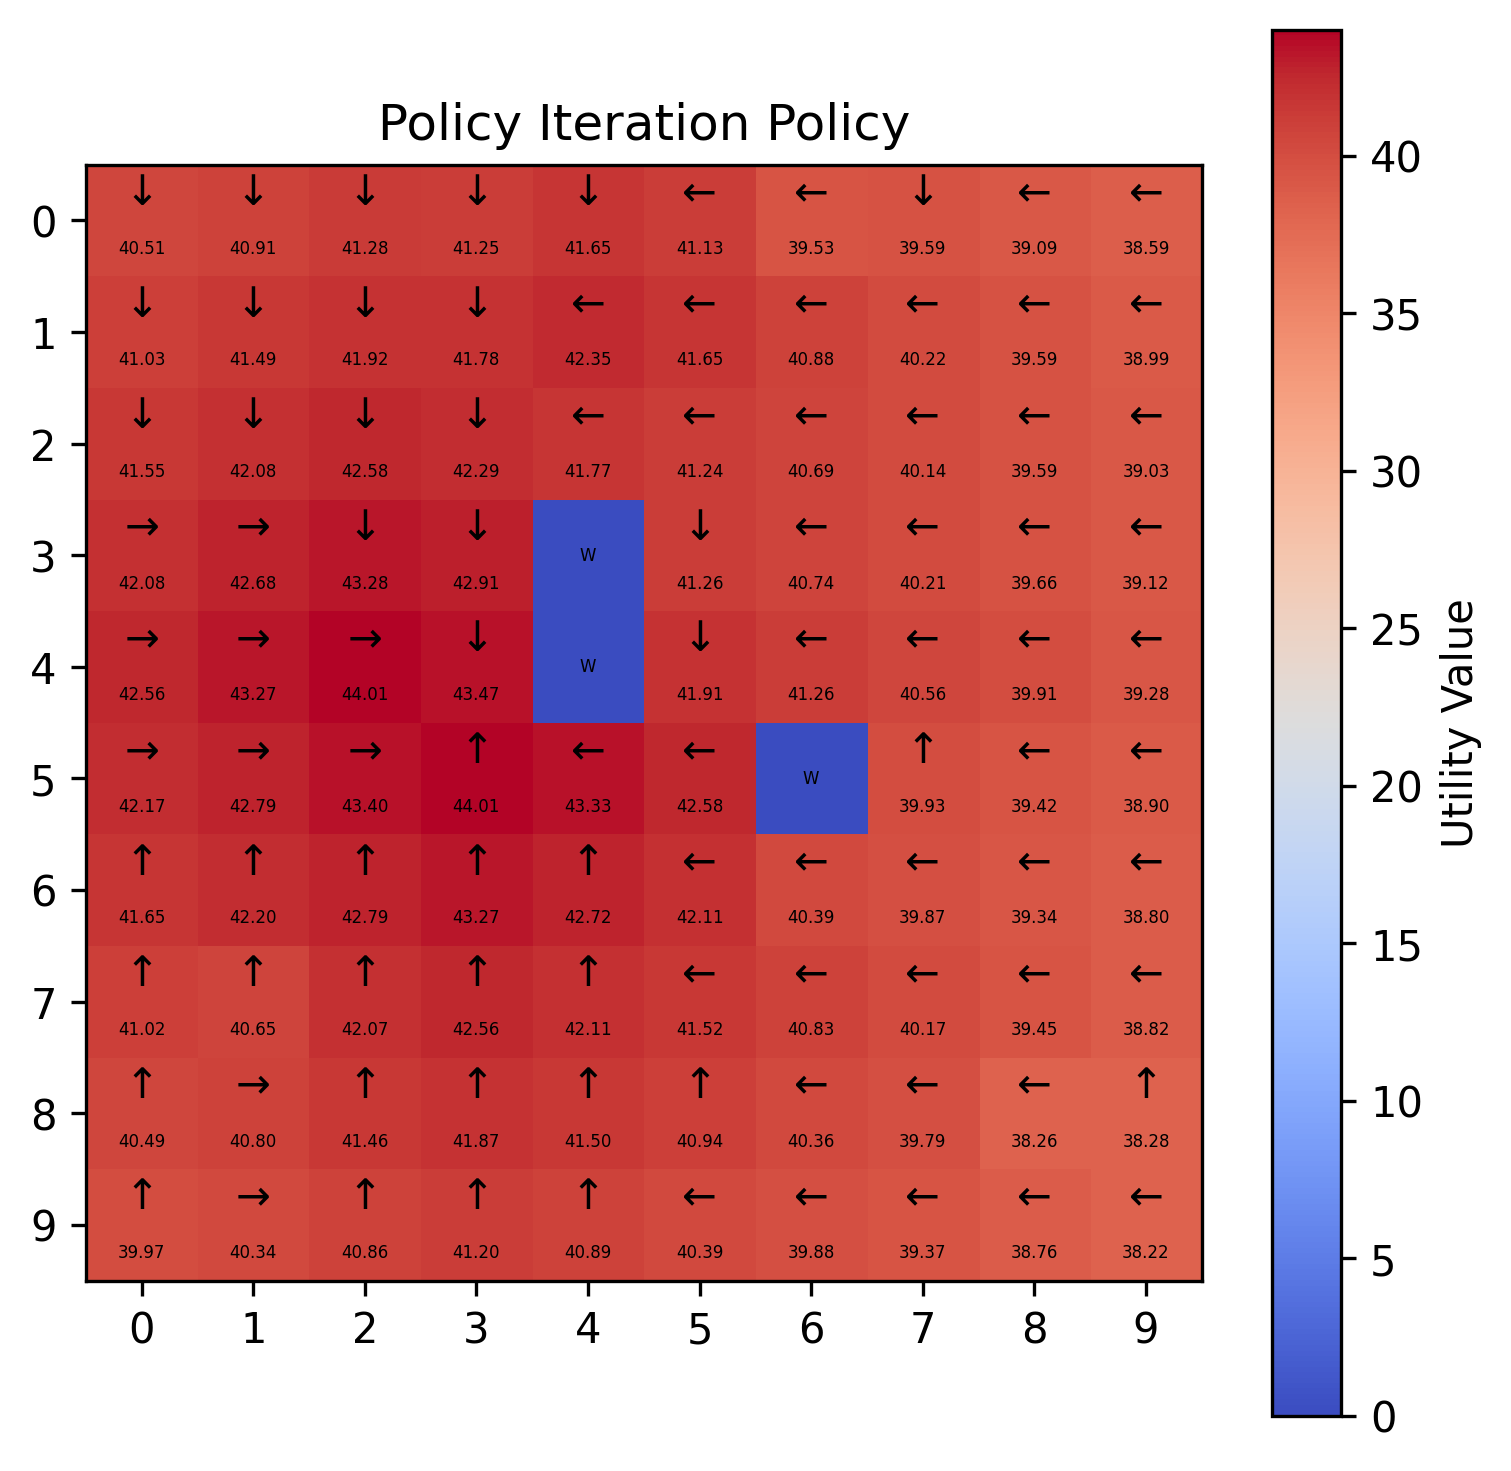 Policy Iteration Policy
↓ ↓ ↓ ↓ ↓ ← ← ↓ ← ←
0
40.51 40.91 41.28 41.25 41.65 41.13 39.53 39.59 39.09 38.59
↓ ↓ ↓ ↓ ← ← ← ← ← ←
1
41.03 41.49 41.92 41.78 42.35 41.65 40.88 40.22 39.59 38.99
↓ ↓ ↓ ↓ ← ← ← ← ← ←
2
41.55 42.08 42.58 42.29 41.77 41.24 40.69 40.14 39.59 39.03
→ → ↓ ↓ ↓ ← ← ← ←
3 W
42.08 42.68 43.28 42.91 41.26 40.74 40.21 39.66 39.12
→ → → ↓ ↓ ← ← ← ←
4 W
42.56 43.27 44.01 43.47 41.91 41.26 40.56 39.91 39.28
→ → → ↑ ← ← ↑ ← ←
5 W
42.17 42.79 43.40 44.01 43.33 42.58 39.93 39.42 38.90
↑ ↑ ↑ ↑ ↑ ← ← ← ← ←
6
41.65 42.20 42.79 43.27 42.72 42.11 40.39 39.87 39.34 38.80
↑ ↑ ↑ ↑ ↑ ← ← ← ← ←
7
41.02 40.65 42.07 42.56 42.11 41.52 40.83 40.17 39.45 38.82
↑ → ↑ ↑ ↑ ↑ ← ← ← ↑
8
40.49 40.80 41.46 41.87 41.50 40.94 40.36 39.79 38.26 38.28
↑ → ↑ ↑ ↑ ← ← ← ← ←
9
39.97 40.34 40.86 41.20 40.89 40.39 39.88 39.37 38.76 38.22
0 1 2 3 4 5 6 7 8 9
40
35
30
25
20
15
10
5
0
Utility Value